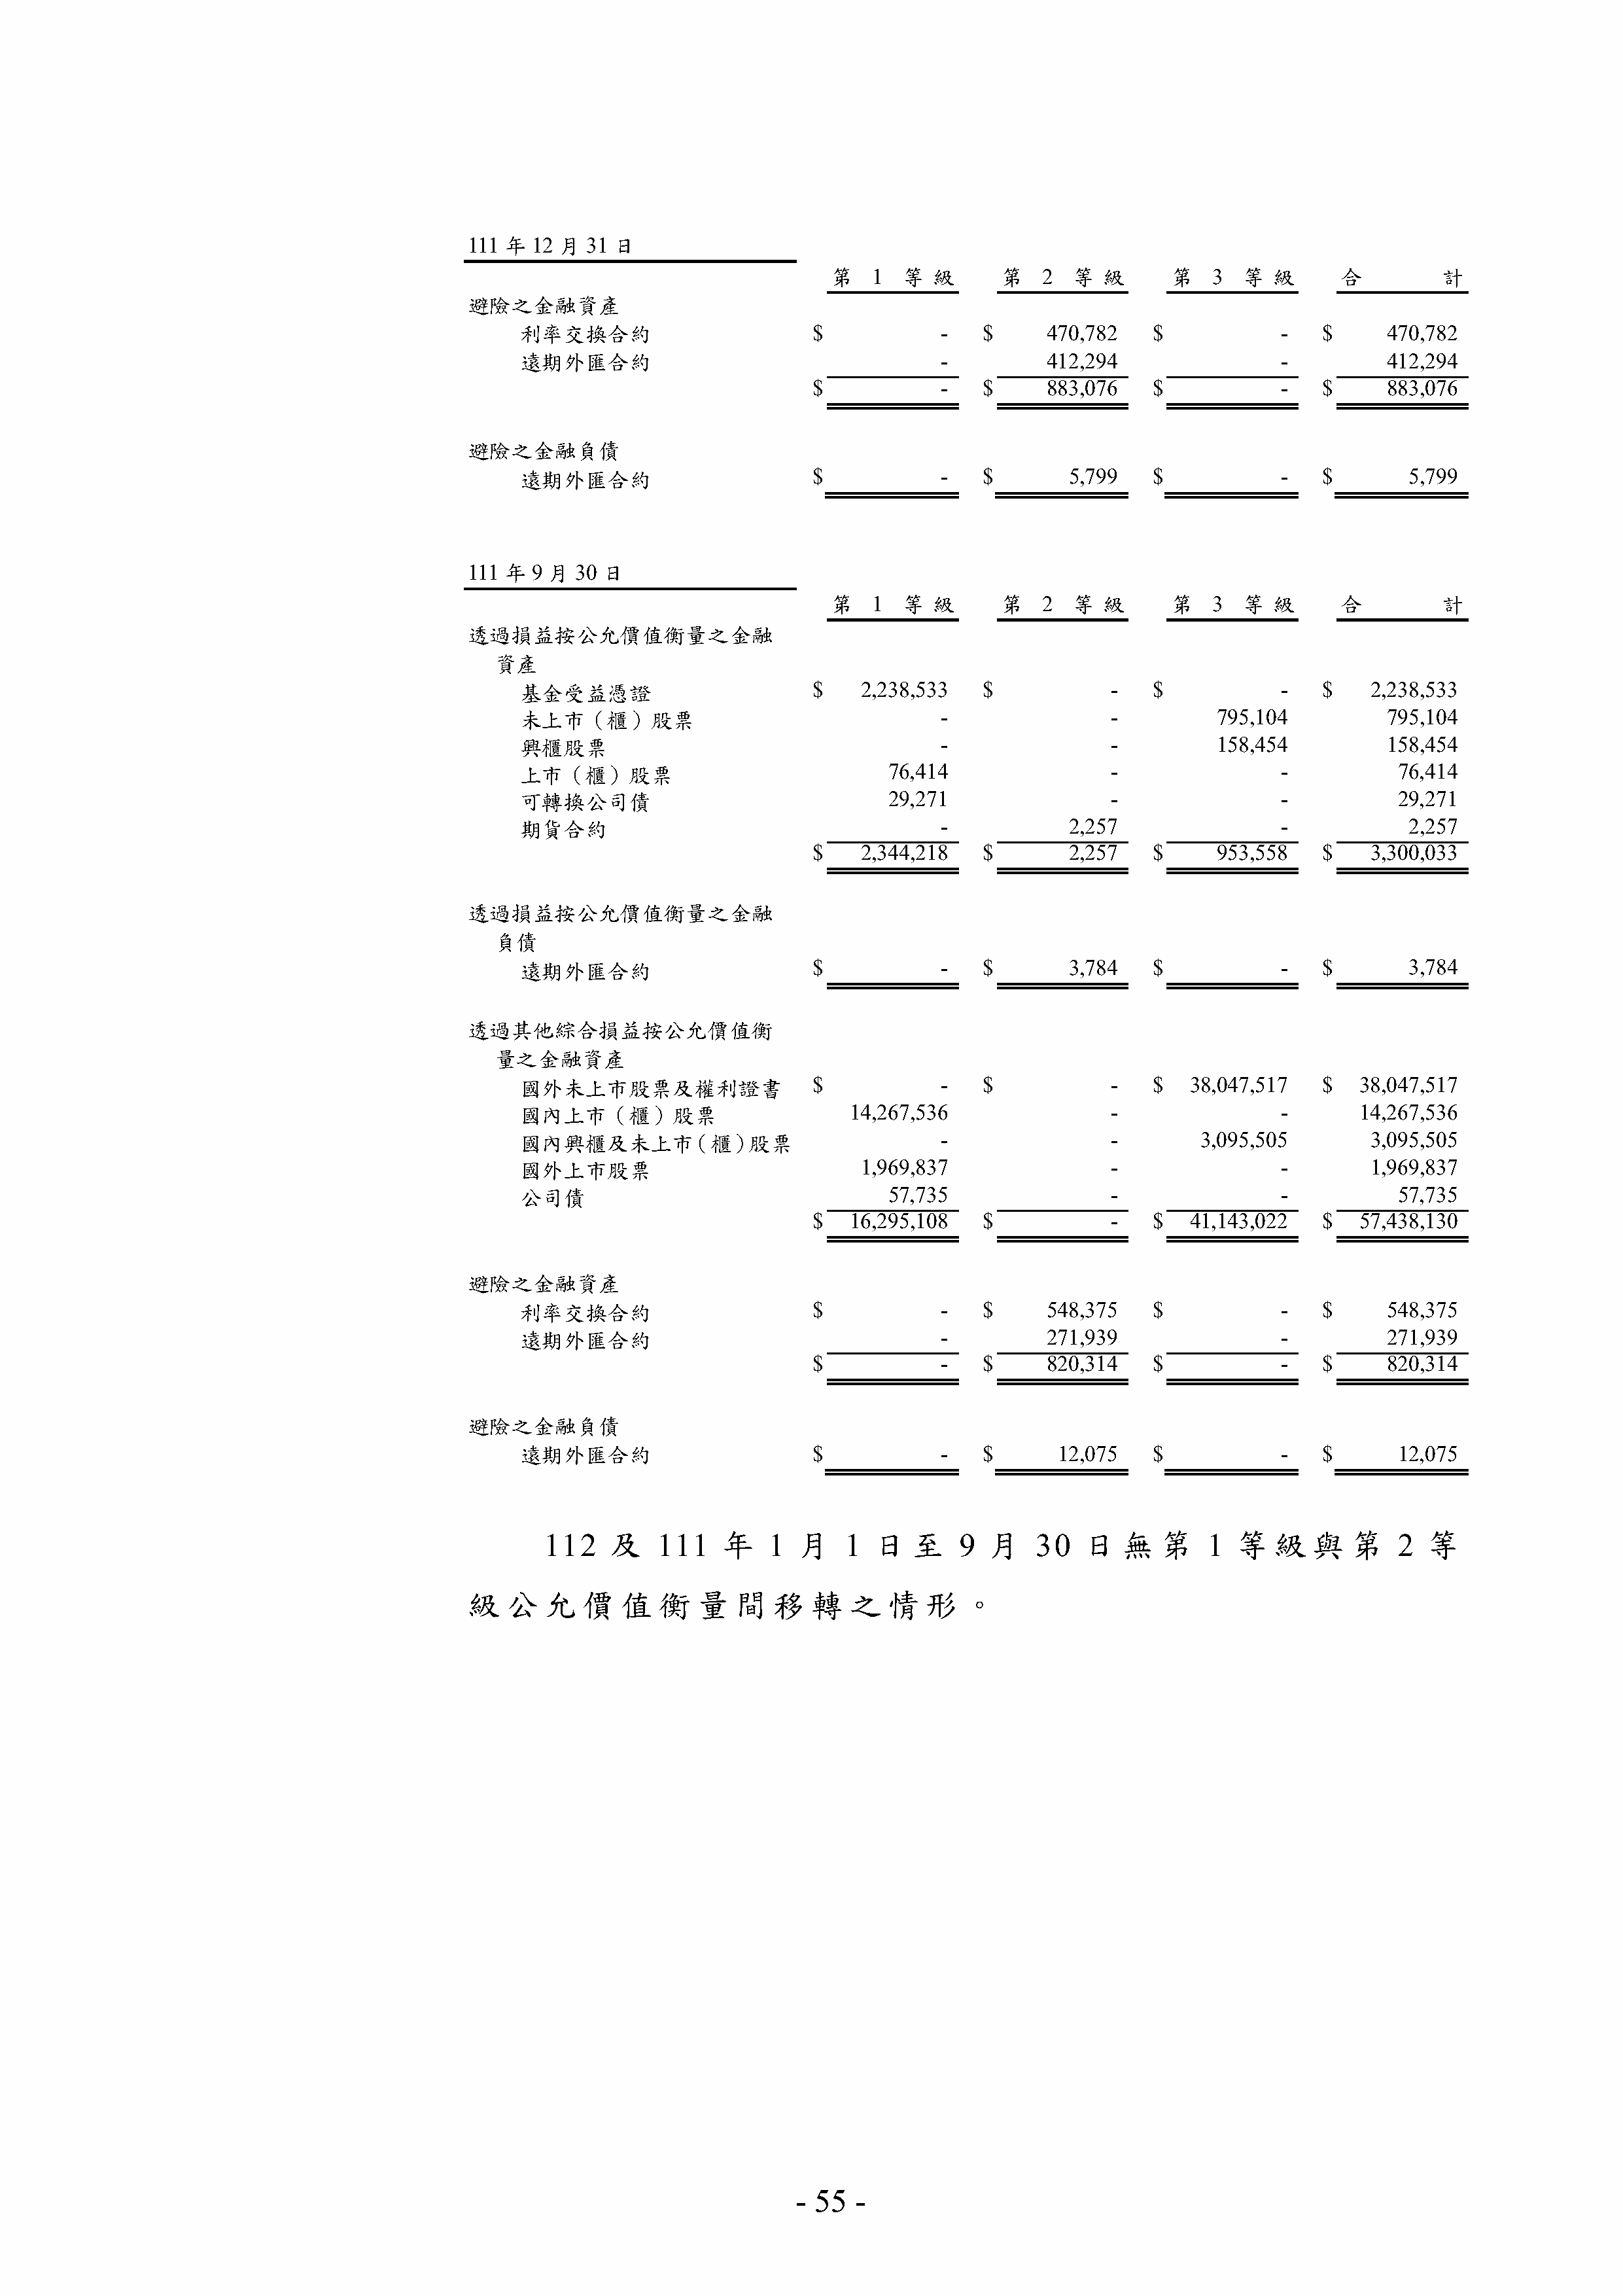 111 年 12 月 31 日
第 1 等 級 第 2 等 級 第 3 等 級 合 計
避險之金融資產
利率交換合約 $ - $ 470,782 $ - $ 470,782
遠期外匯合約 - 412,294 - 412,294
$ - $ 883,076 $ - $ 883,076
避險之金融負債
遠期外匯合約 $ - $ 5,799 $ - $ 5,799
111 年 9 月 30 日
第 1 等 級 第 2 等 級 第 3 等 級 合 計
透過損益按公允價值衡量之金融
資產
基金受益憑證 $ 2,238,533 $ - $ - $ 2,238,533
未上市（櫃）股票 - - 795,104 795,104
興櫃股票 - - 158,454 158,454
上市（櫃）股票 76,414 - - 76,414
可轉換公司債 29,271 - - 29,271
期貨合約 - 2,257 - 2,257
$ 2,344,218 $ 2,257 $ 953,558 $ 3,300,033
透過損益按公允價值衡量之金融
負債
遠期外匯合約 $ - $ 3,784 $ - $ 3,784
透過其他綜合損益按公允價值衡
量之金融資產
國外未上市股票及權利證書 $ - $ - $ 38,047,517 $ 38,047,517
國內上市（櫃）股票 14,267,536 - - 14,267,536
國內興櫃及未上市（櫃）股票 - - 3,095,505 3,095,505
國外上市股票 1,969,837 - - 1,969,837
公司債 57,735 - - 57,735
$ 16,295,108 $ - $ 41,143,022 $ 57,438,130
避險之金融資產
利率交換合約 $ - $ 548,375 $ - $ 548,375
遠期外匯合約 - 271,939 - 271,939
$ - $ 820,314 $ - $ 820,314
避險之金融負債
遠期外匯合約 $ - $ 12,075 $ - $ 12,075
112 及 111 年 1 月 1 日至 9 月 30 日無第 1 等級與第 2 等
級公允價值衡量間移轉之情形。
- 55 -